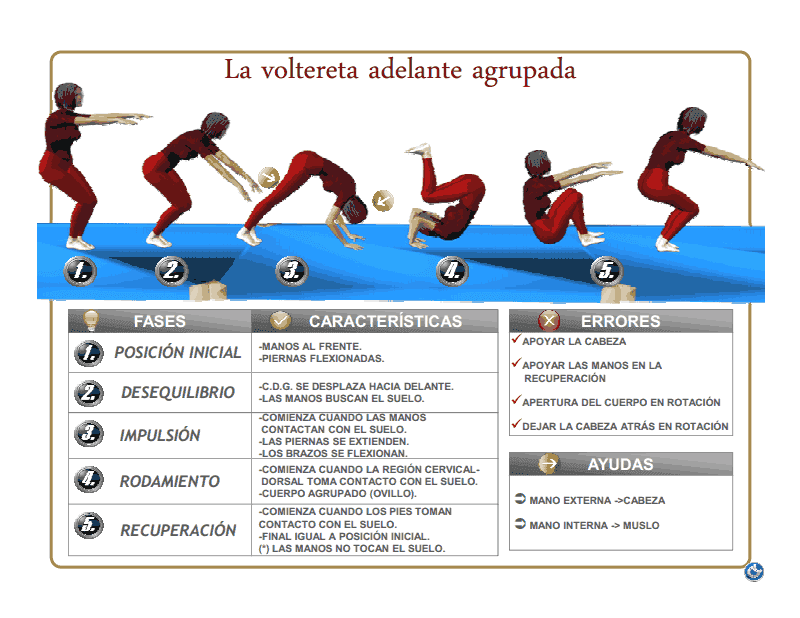 La voltereta adelante agrupada
1.
2.
3.
4.
5.
FASES
CARACTERÍSTICAS
1.
POSICIÓN INICIAL
-MANOS AL FRENTE.
-PIERNAS FLEXIONADAS.
2.
DESEQUILIBRIO
-C.D.G. SE DESPLAZA HACIA DELANTE.
-LAS MANOS BUSCAN EL SUELO.
3.
IMPULSIÓN
-COMIENZA CUANDO LAS MANOS
CONTACTAN CON EL SUELO.
-LAS PIERNAS SE EXTIENDEN.
-LOS BRAZOS SE FLEXIONAN.
4.
RODAMIENTO
-COMIENZA CUANDO LA REGIÓN CERVICAL-
DORSAL TOMA CONTACTO CON EL SUELO.
-CUERPO AGRUPADO (OVILLO).
5.
RECUPERACIÓN
-COMIENZA CUANDO LOS PIES TOMAN
CONTACTO CON EL SUELO.
-FINAL IGUAL A POSICIÓN INICIAL.
(*) LAS MANOS NO TOCAN EL SUELO.
ERRORES
APOYAR LA CABEZA
APOYAR LAS MANOS EN LA
RECUPERACIÓN
APERTURA DEL CUERPO EN ROTACIÓN
DEJAR LA CABEZA ATRÁS EN ROTACIÓN
AYUDAS
MANO EXTERNA ->CABEZA
MANO INTERNA -> MUSLO